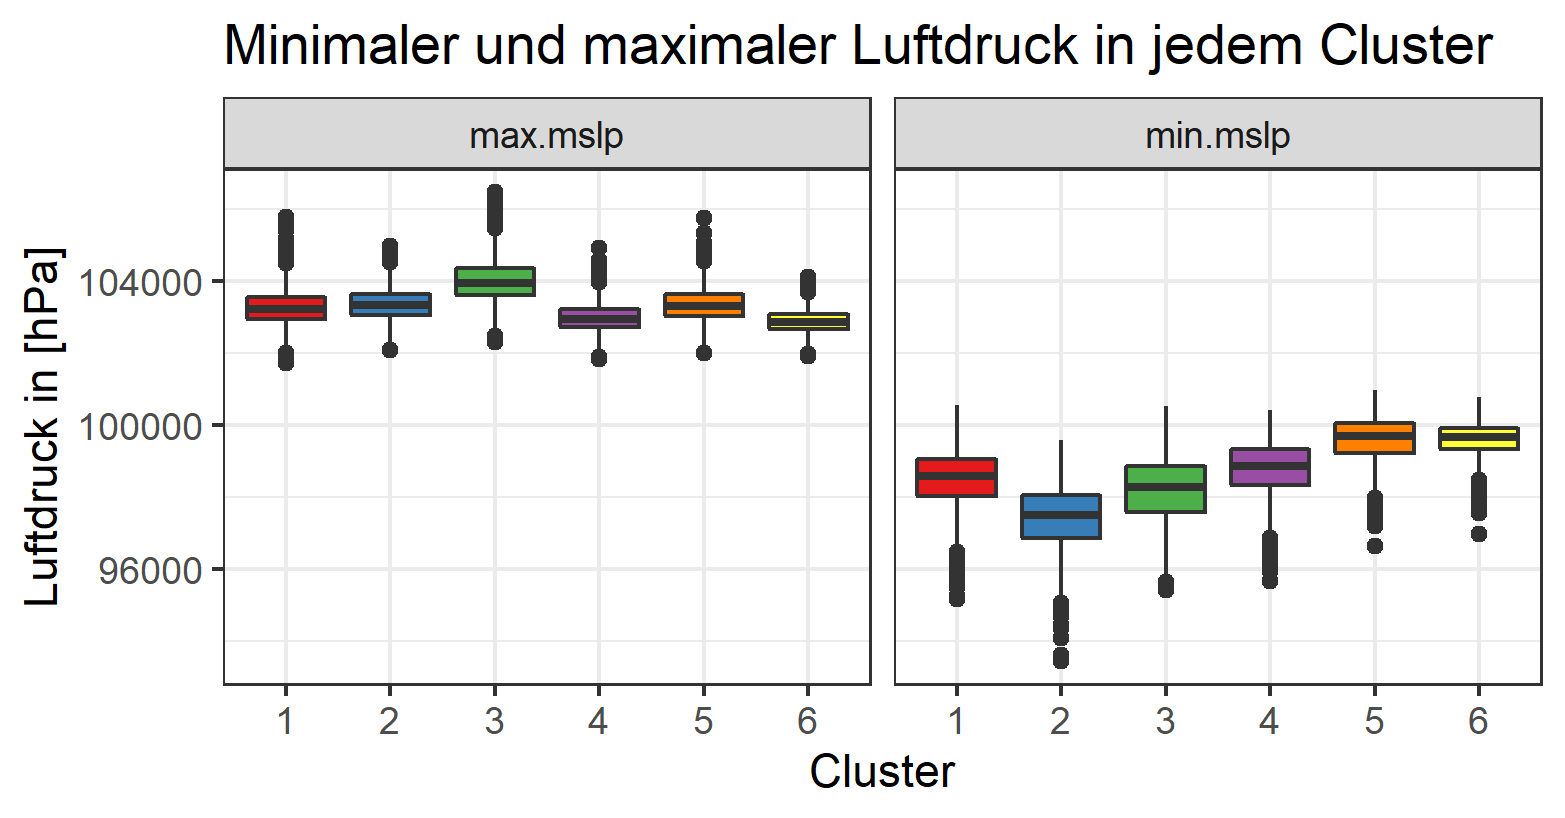 Minimaler und maximaler Luftdruck in jedem Cluster
max.mslp
min.mslp
Luftdruck in [hPa]
104000
100000
96000
1 2 3 4 5 6
1 2 3 4 5 6
Cluster